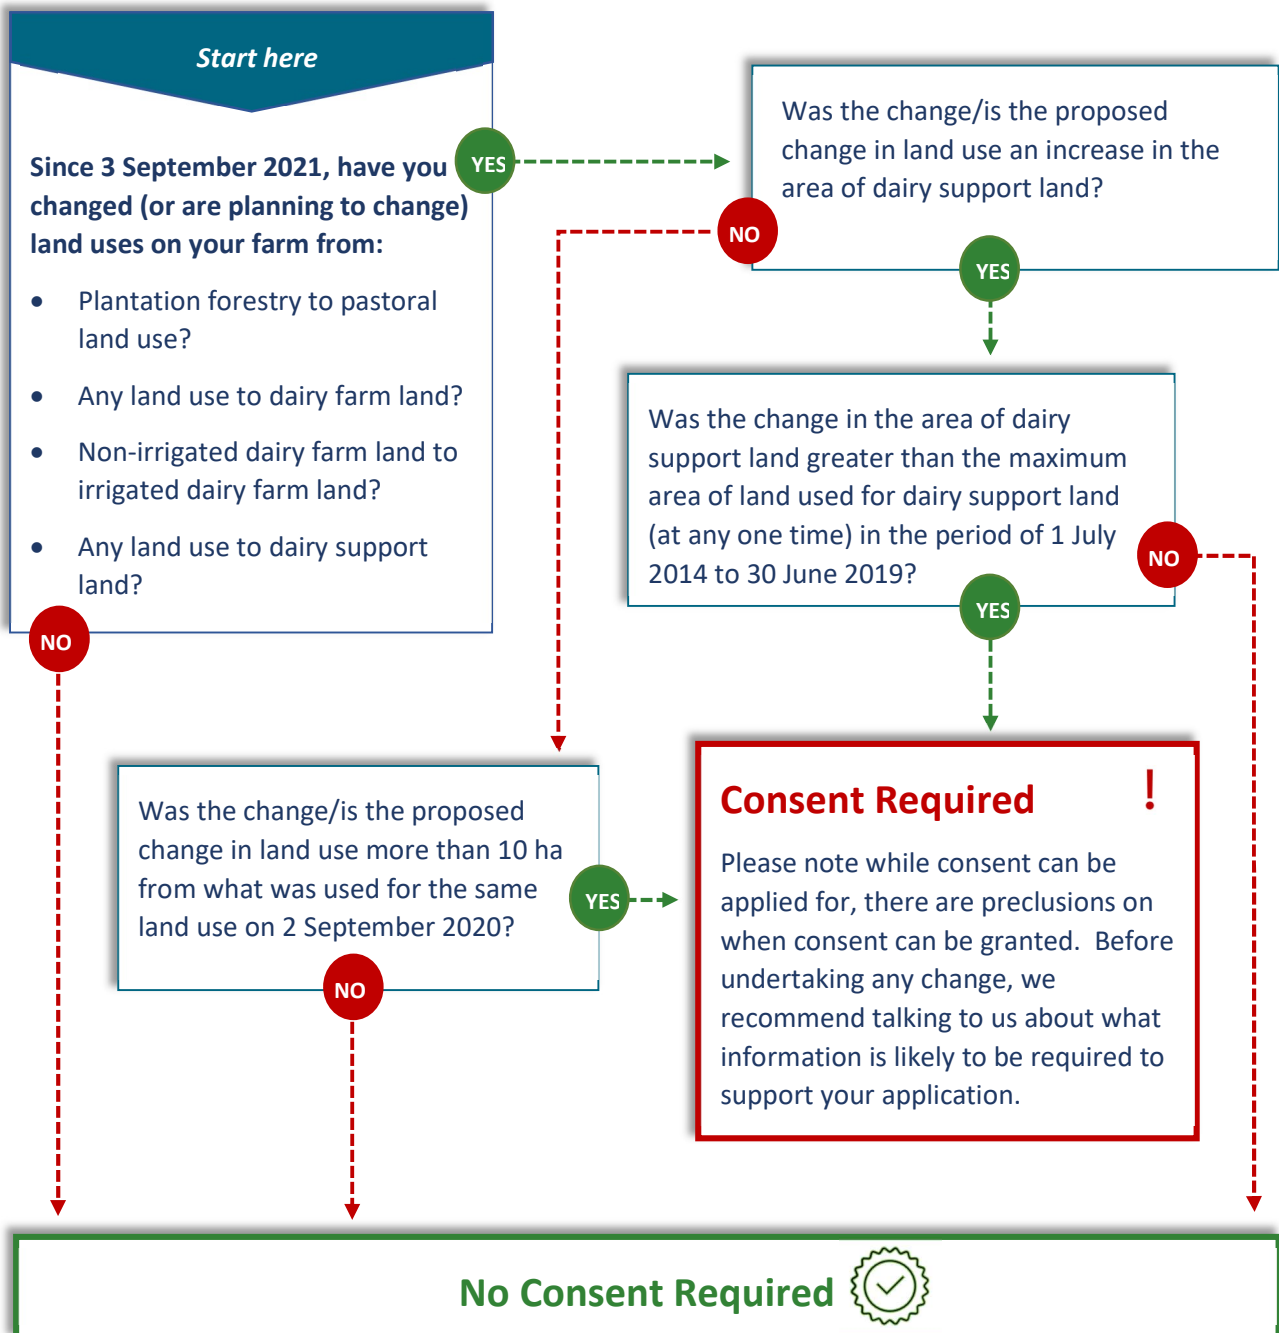 Start here
Since 3 September 2021, have you
changed (or are planning to change)
land uses on your farm from:
• Plantation forestry to pastoral
land use?
• Any land use to dairy farm land?
• Non-irrigated dairy farm land to
irrigated dairy farm land?
• Any land use to dairy support
land?
YES
NO
Was the change/is the proposed
change in land use an increase in the
area of dairy support land?
NO
YES
Was the change in the area of dairy
support land greater than the maximum
area of land used for dairy support land
(at any one time) in the period of 1 July
2014 to 30 June 2019?
NO
YES
Was the change/is the proposed
change in land use more than 10 ha
from what was used for the same
land use on 2 September 2020?
YES
NO
Consent Required !
Please note while consent can be
applied for, there are preclusions on
when consent can be granted. Before
undertaking any change, we
recommend talking to us about what
information is likely to be required to
support your application.
No Consent Required